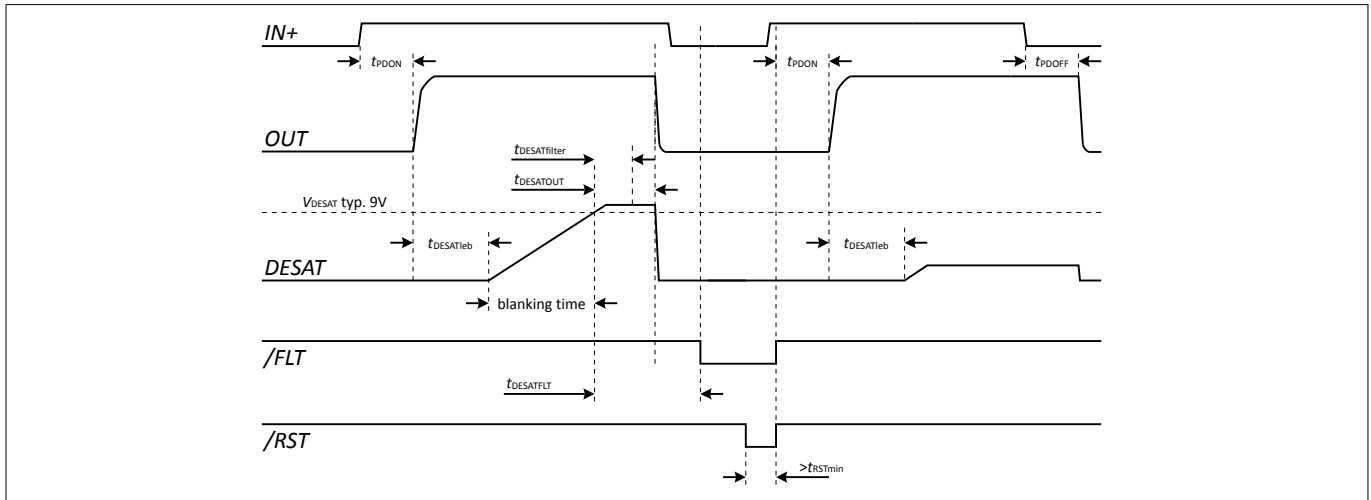 IN+
tPDON
tPDON
tPDOFF
OUT
tDESATfilter
tDESATOUT
VDESAT typ. 9V
tDESATleb
tDESATleb
DESAT
blanking time
/FLT
tDESATFLT
/RST
>tRSTmin